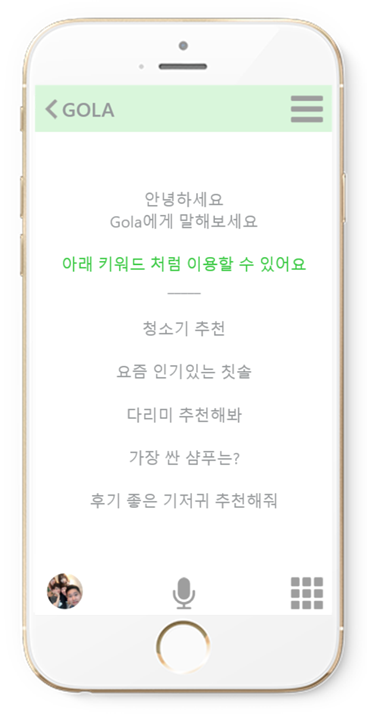 GOLA
안녕하세요
Gola에게 말해보세요
아래 키워드 처럼 이용할 수 있어요
청소기 추천
요즘 인기있는 칫솔
다리미 추천해봐
가장 싼 샴푸는?
후기 좋은 기저귀 추천해줘